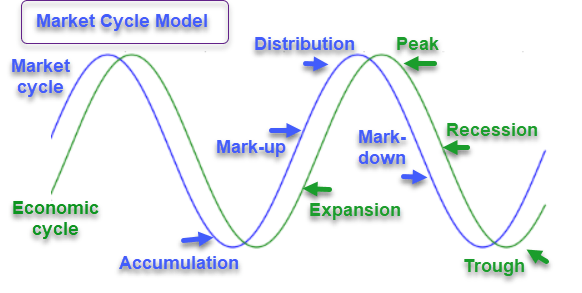 Market Cycle Model
Distribution
Peak
Market
cycle
Mark-up
Mark-
down
Recession
Economic
cycle
Expansion
Accumulation
Trough